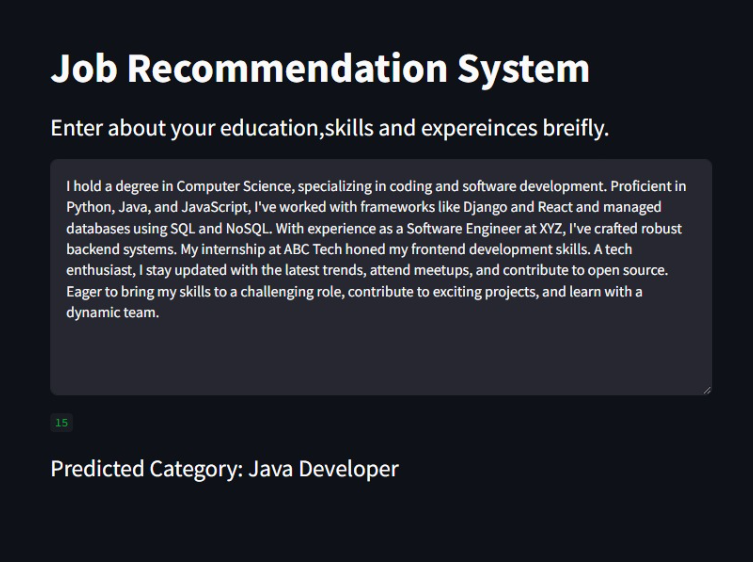 Job Recommendation System
Enter about your education,skills and expereinces breifly.
I hold a degree in Computer Science, specializing in coding and software development. Proficient in
Python, Java, and JavaScript, I've worked with frameworks like Django and React and managed
databases using SQL and NoSQL. With experience as a Software Engineer at XYZ, I've crafted robust
backend systems. My internship at ABC Tech honed my frontend development skills. A tech
enthusiast, I stay updated with the latest trends, attend meetups, and contribute to open source.
Eager to bring my skills to a challenging role, contribute to exciting projects, and learn with a
dynamic team.
15
Predicted Category: Java Developer